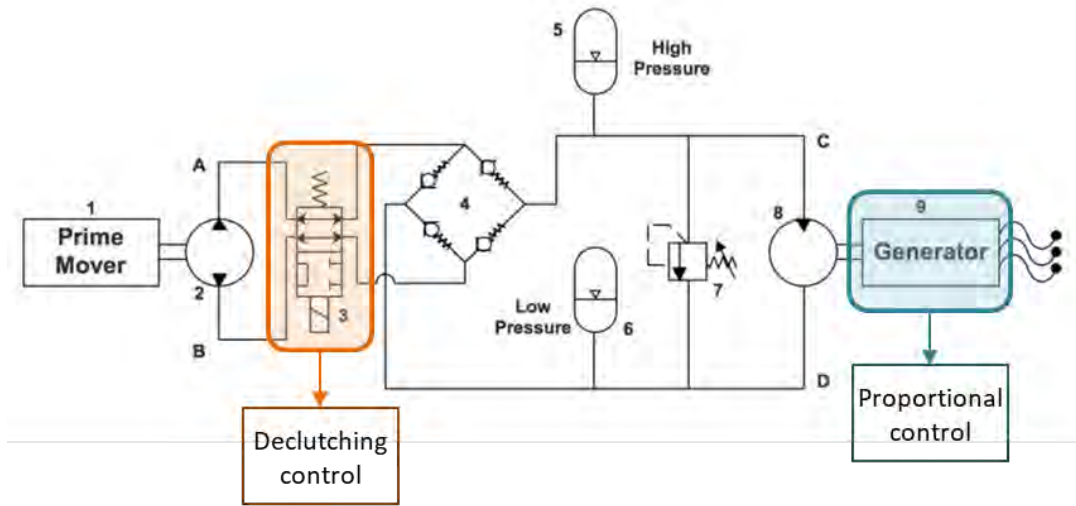 5
High
Pressure
A
C
1
Prime
Mover
2
3
4
8
9
Generator
Low
Pressure
6
7
B
D
Declutching
control
Proportional
control